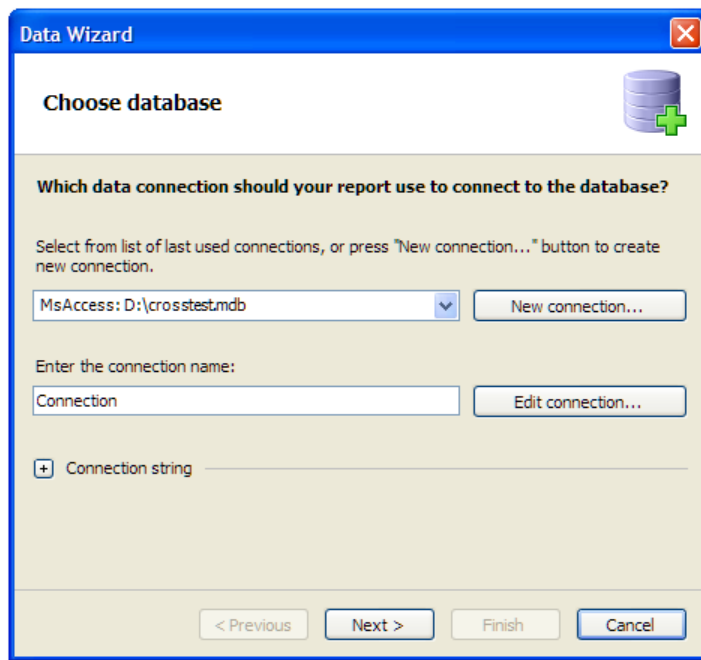 Data Wizard
Choose database
Which data connection should your report use to connect to the database?
Select from list of last used connections, or press "New connection..." button to create
new connection.
MsAccess: D:\crosstest.mdb
New connection...
Enter the connection name:
Connection
Edit connection...
Connection string
< Previous
Next >
Finish
Cancel